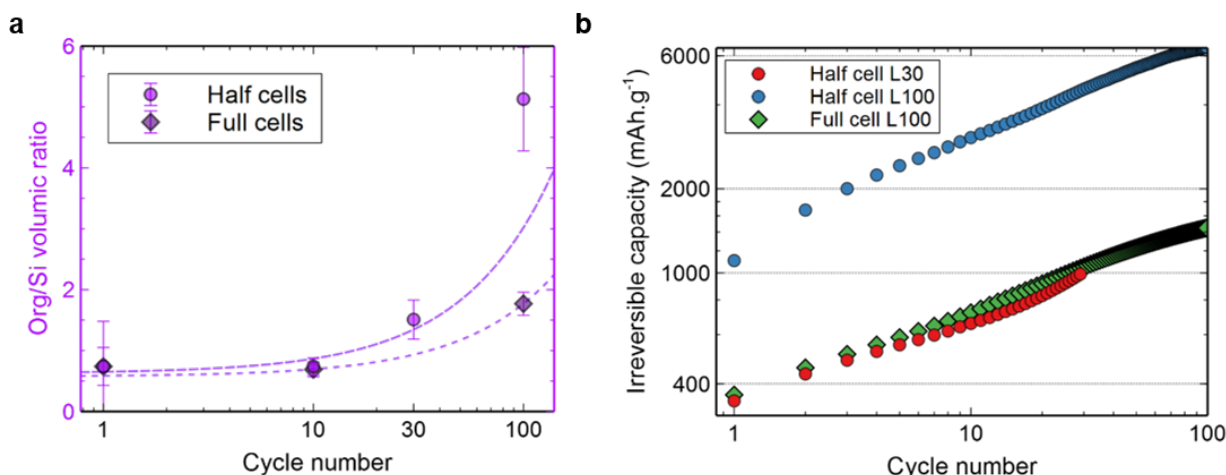 a
6
4
2
0
Org/Si volumic ratio
Half cells
Full cells
1
10
30
100
Cycle number
b
6000
2000
1000
400
Irreversible capacity (mAh.g⁻¹)
Half cell L30
Half cell L100
Full cell L100
1
10
100
Cycle number